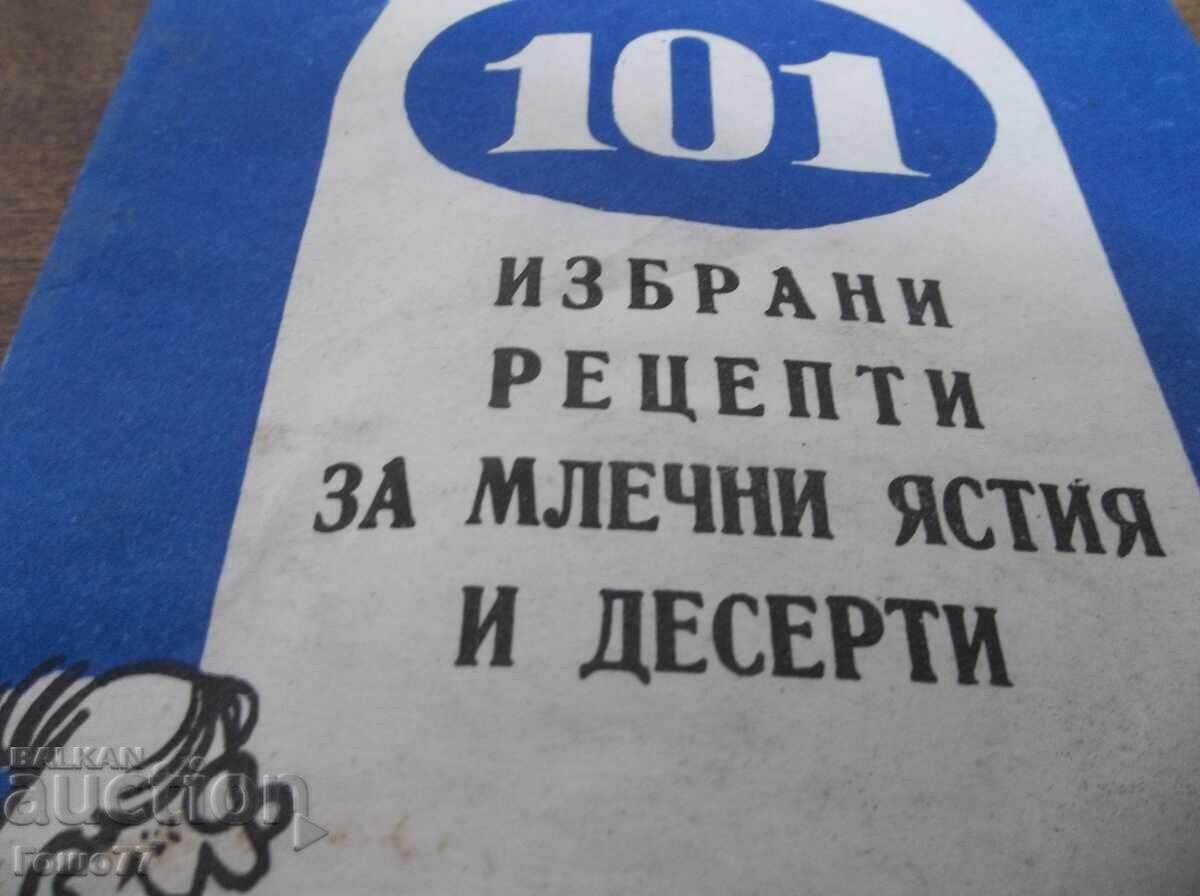 101
ИЗБРАНИ
РЕЦЕПТИ
ЗА МЛЕЧНИ ЯСТИЯ
И ДЕСЕРТИ
BALKAN
auction
Гошо77